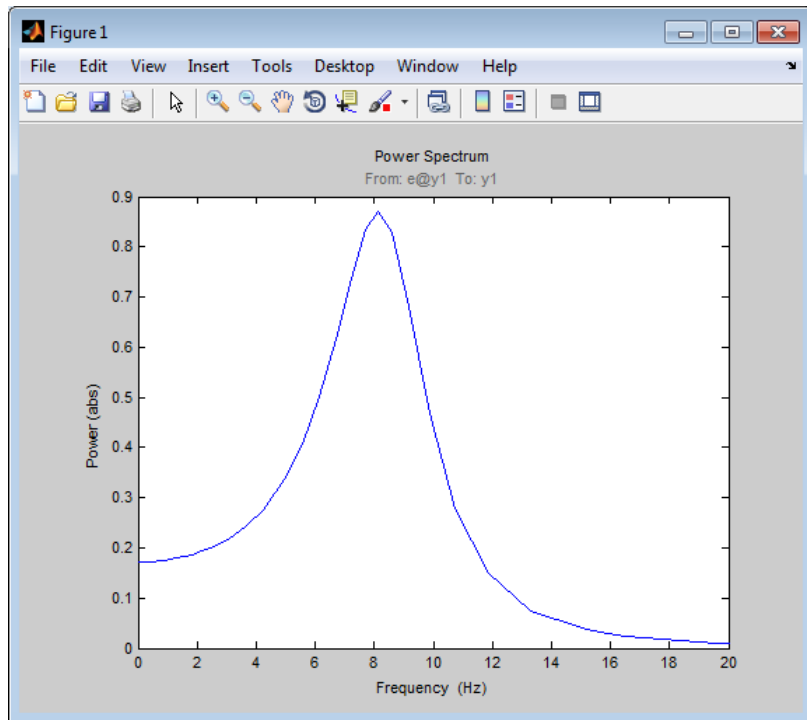 Figure 1
File Edit View Insert Tools Desktop Window Help
Power Spectrum
From: e@y1 To: y1
0.9
0.8
0.7
0.6
0.5
0.4
0.3
0.2
0.1
0
Power (abs)
0 2 4 6 8 10 12 14 16 18 20
Frequency (Hz)